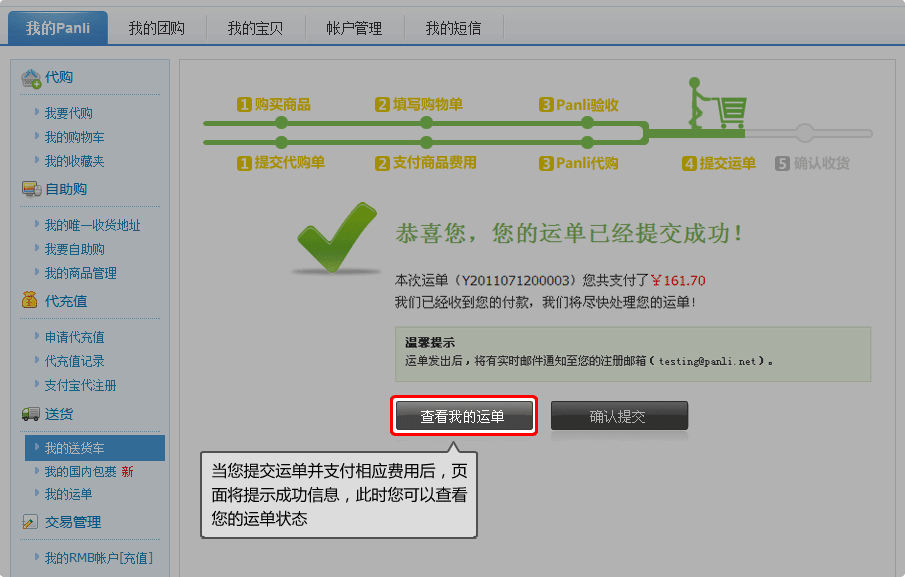 我的Panli
我的团购
我的宝贝
帐户管理
我的短信
代购
我要代购
我的购物车
我的收藏夹
自助购
我的唯一收货地址
我要自助购
我的商品管理
代充值
申请代充值
代充值记录
支付宝代注册
送货
我的送货车
我的国内包裹 新
我的运单
交易管理
我的RMB帐户[充值]
1 购买商品
2 填写购物单
3 Panli验收
1 提交代购单
2 支付商品费用
3 Panli代购
4 提交运单
5 确认收货
恭喜您，您的运单已经提交成功！
本次运单（Y2011071200003）您共支付了￥161.70
我们已经收到您的付款，我们将尽快处理您的运单！
温馨提示
运单发出后，将有实时邮件通知至您的注册邮箱（testing@panli.net）。
查看我的运单
确认提交
当您提交运单并支付相应费用后，页
面将提示成功信息，此时您可以查看
您的运单状态